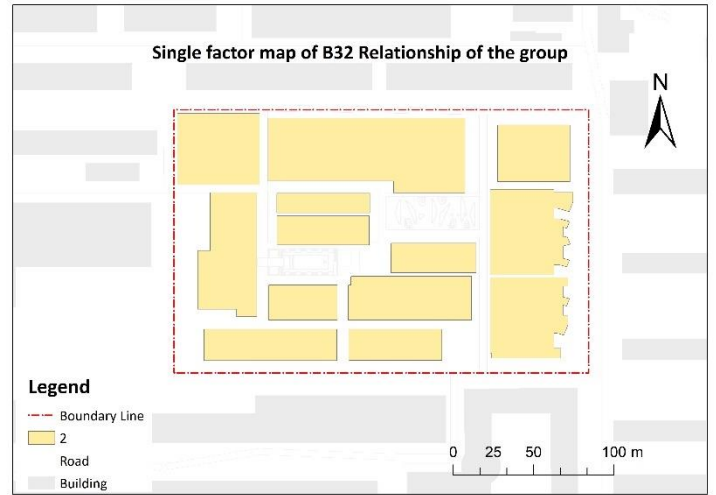 Single factor map of B32 Relationship of the group
N
Legend
Boundary Line
2
Road
Building
0 25 50 100 m